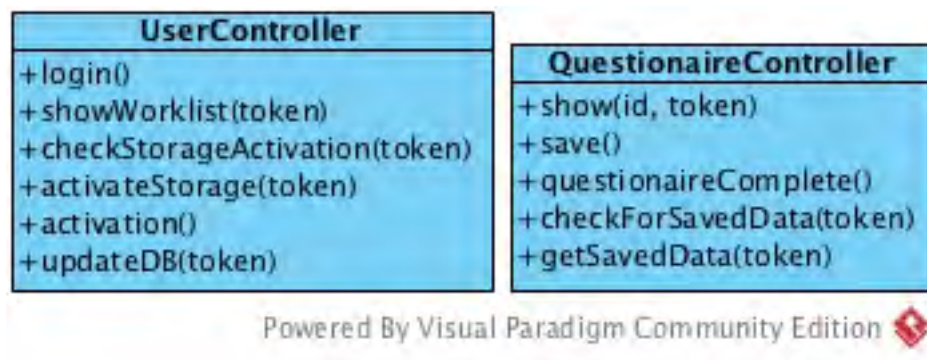 UserController
+login()
+showWorklist(token)
+checkStorageActivation(token)
+activateStorage(token)
+activation()
+updateDB(token)
QuestionaireController
+show(id, token)
+save()
+questionaireComplete()
+checkForSavedData(token)
+getSavedData(token)
Powered By Visual Paradigm Community Edition